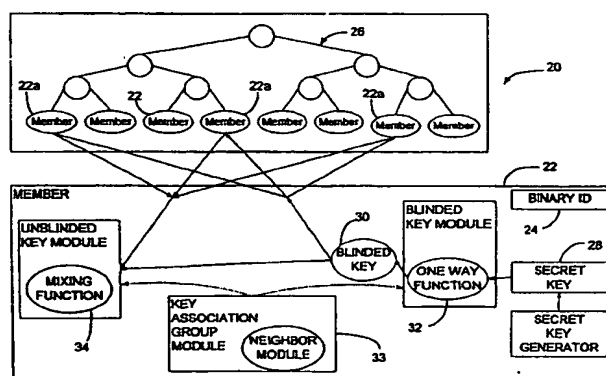 26
20
22a
22
22a
22a
Member
Member
Member
Member
Member
Member
Member
Member
MEMBER
22
BINARY ID
24
UNBLINDED
KEY MODULE
MIXING
FUNCTION
34
30
BLINDED
KEY
BLINDED
KEY MODULE
ONE WAY
FUNCTION
32
28
SECRET
KEY
SECRET
KEY
GENERATOR
KEY
ASSOCIATION
GROUP
MODULE
NEIGHBOR
MODULE
33